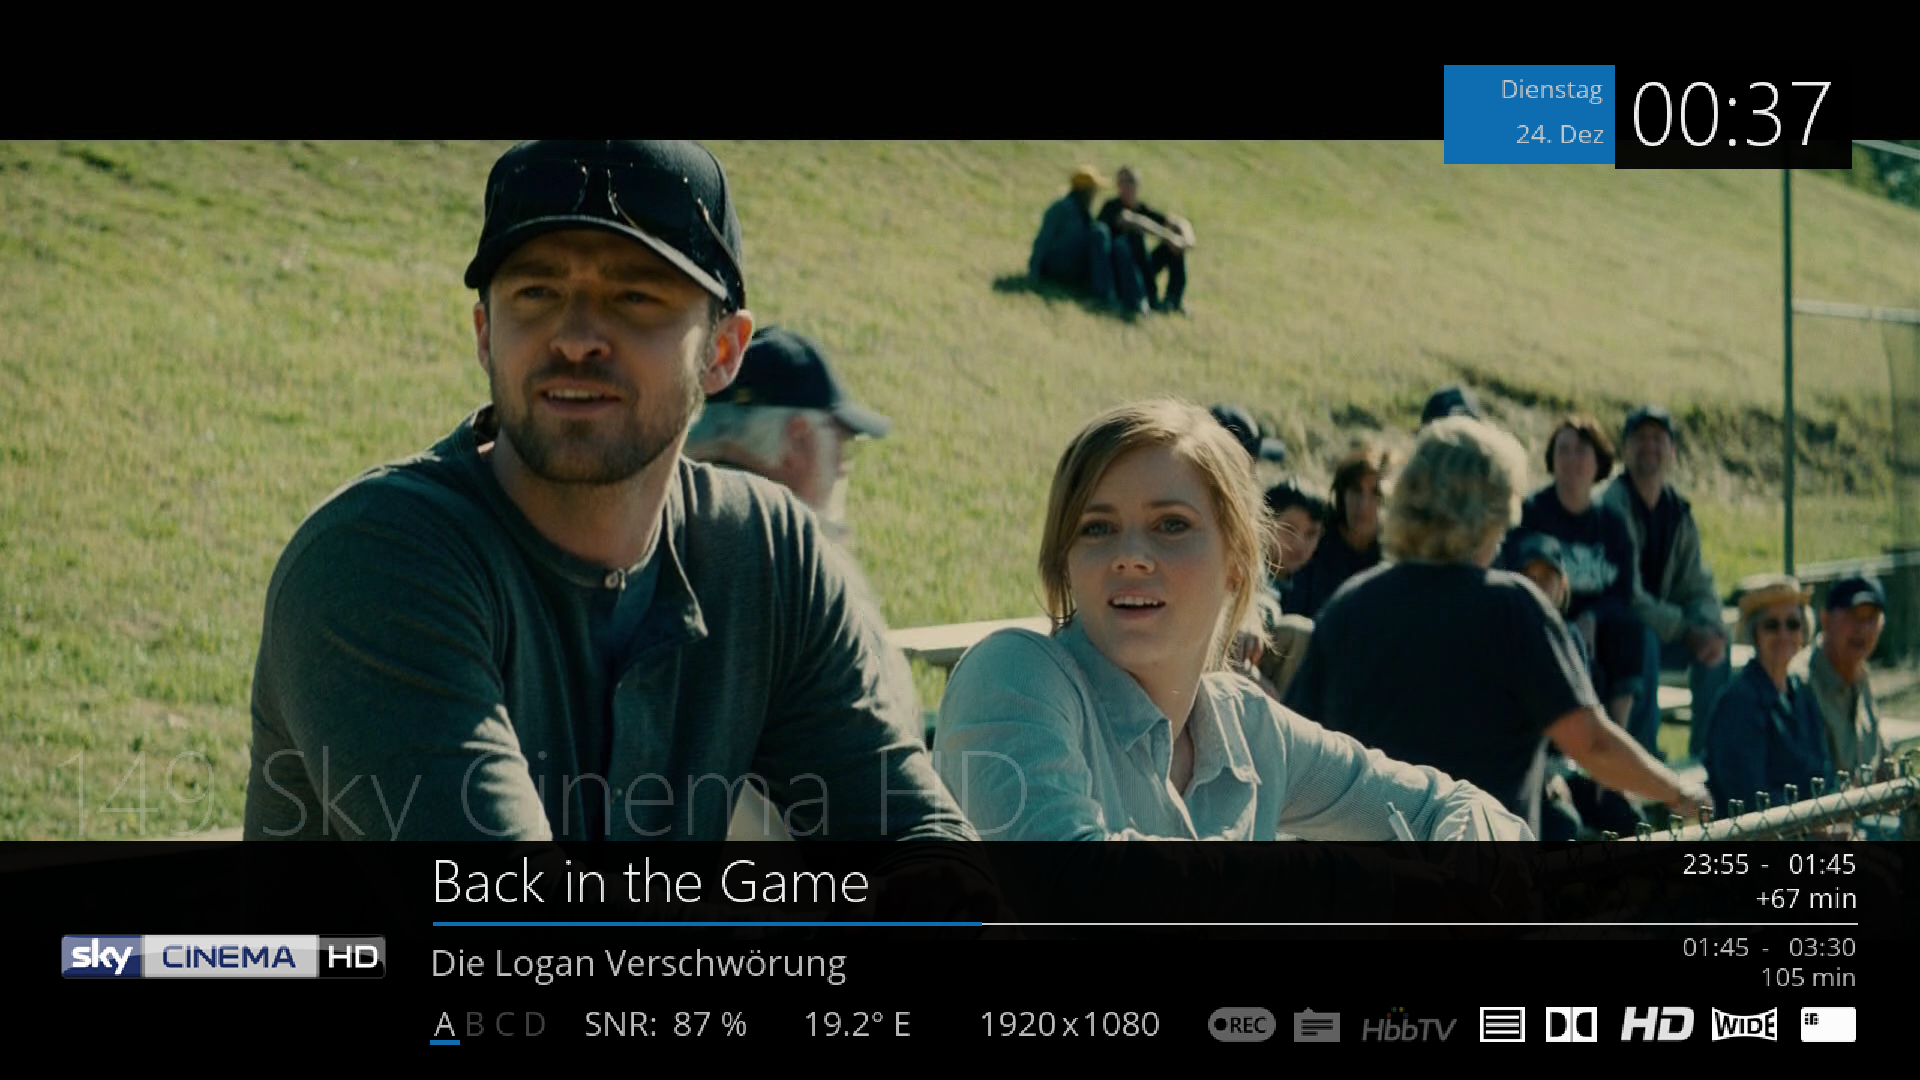 Dienstag
24. Dez
00:37
149 Sky Cinema HD
Back in the Game
23:55 - 01:45
+67 min
sky CINEMA HD
Die Logan Verschwörung
01:45 - 03:30
105 min
A B C D SNR: 87 % 19.2° E 1920x1080 REC HbbTV HD WIDE